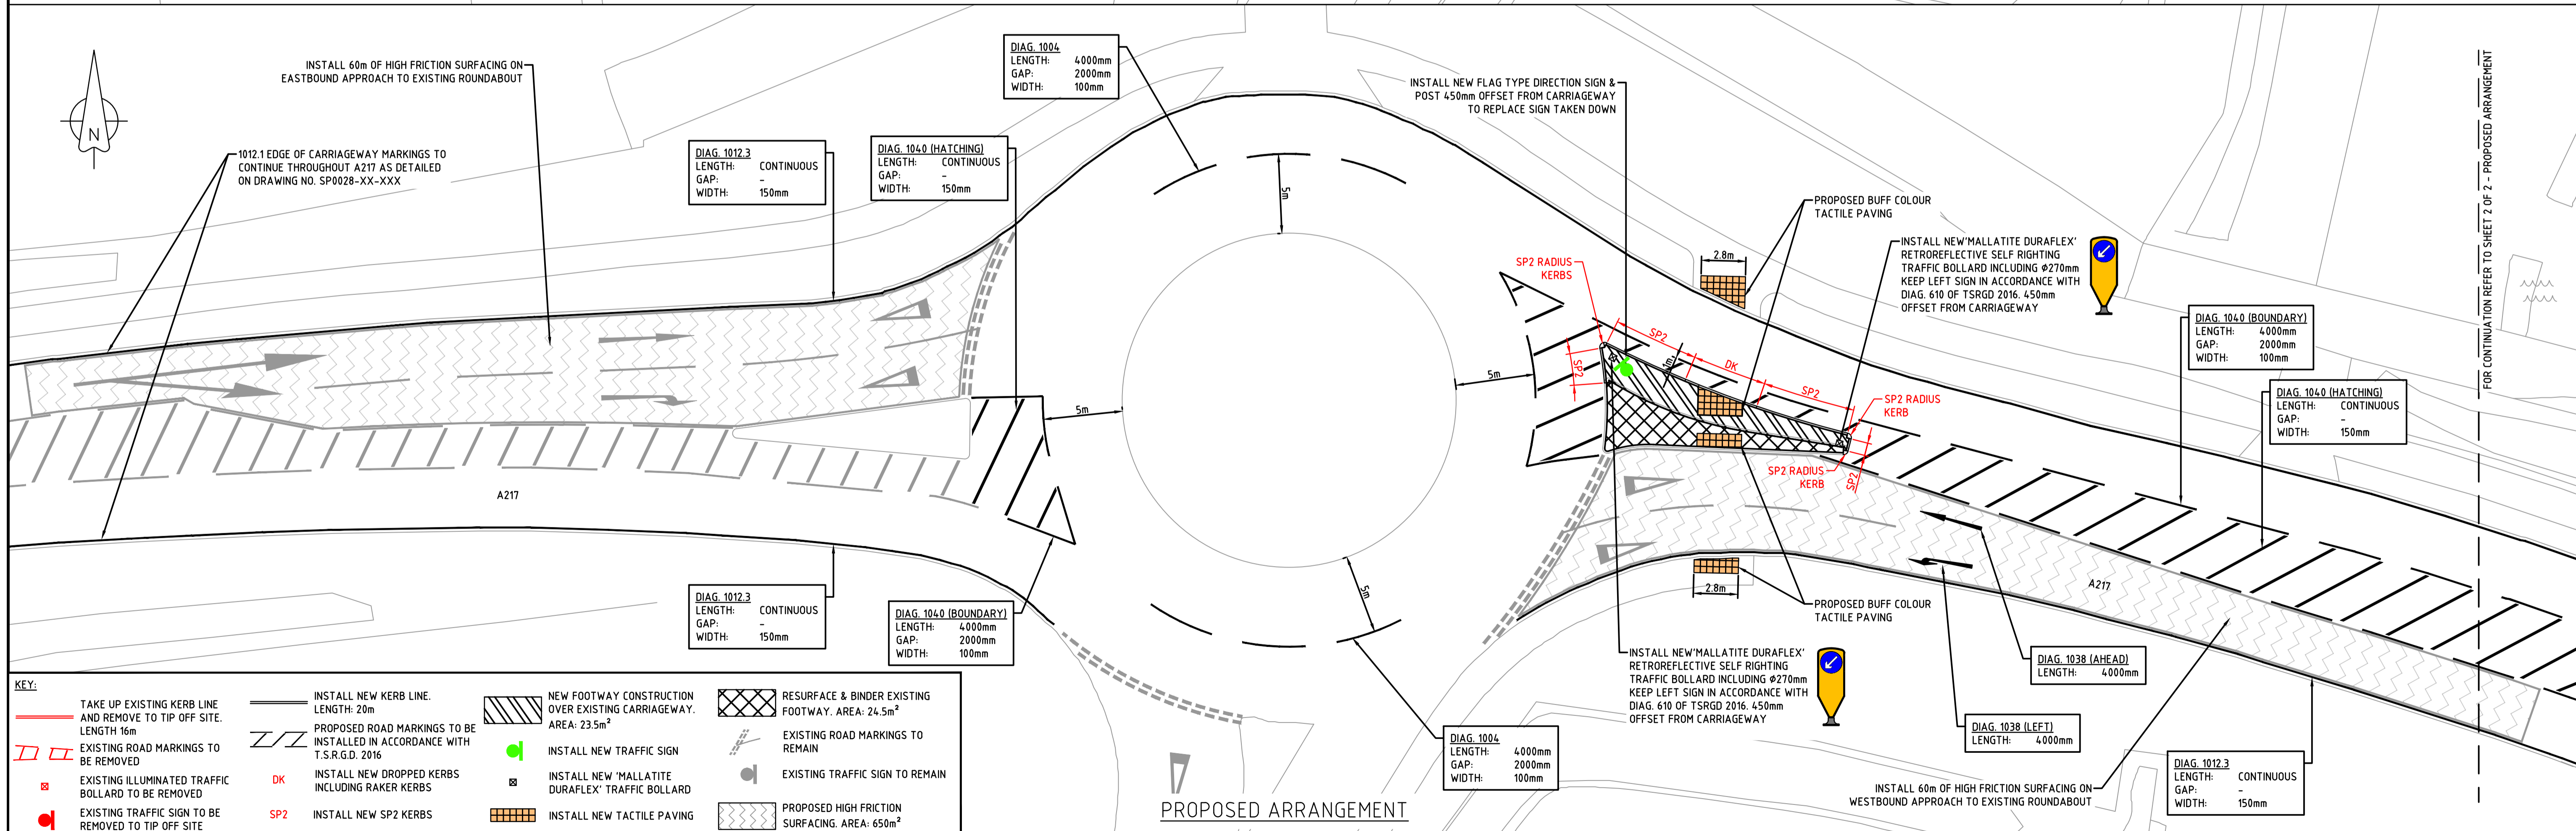 INSTALL 60m OF HIGH FRICTION SURFACING ON
EASTBOUND APPROACH TO EXISTING ROUNDABOUT
N
1012.1 EDGE OF CARRIAGEWAY MARKINGS TO
CONTINUE THROUGHOUT A217 AS DETAILED
ON DRAWING NO. SP0028-XX-XXX
DIAG. 1012.3
LENGTH: CONTINUOUS
GAP: -
WIDTH: 150mm
DIAG. 1040 (HATCHING)
LENGTH: CONTINUOUS
GAP: -
WIDTH: 150mm
DIAG. 1004
LENGTH: 4000mm
GAP: 2000mm
WIDTH: 100mm
5m
INSTALL NEW FLAG TYPE DIRECTION SIGN &
POST 450mm OFFSET FROM CARRIAGEWAY
TO REPLACE SIGN TAKEN DOWN
PROPOSED BUFF COLOUR
TACTILE PAVING
2.8m
SP2 RADIUS
KERBS
INSTALL NEW'MALLATITE DURAFLEX'
RETROREFLECTIVE SELF RIGHTING
TRAFFIC BOLLARD INCLUDING Ø270mm
KEEP LEFT SIGN IN ACCORDANCE WITH
DIAG. 610 OF TSRGD 2016. 450mm
OFFSET FROM CARRIAGEWAY
FOR CONTINUATION REFER TO SHEET 2 OF 2 - PROPOSED ARRANGEMENT
DIAG. 1040 (BOUNDARY)
LENGTH: 4000mm
GAP: 2000mm
WIDTH: 100mm
DIAG. 1040 (HATCHING)
LENGTH: CONTINUOUS
GAP: -
WIDTH: 150mm
SP2
SP2
1m
DK
SP2
SP2 RADIUS
KERB
SP2 RADIUS
KERB
SP2
5m
5m
5m
A217
A217
DIAG. 1012.3
LENGTH: CONTINUOUS
GAP: -
WIDTH: 150mm
DIAG. 1040 (BOUNDARY)
LENGTH: 4000mm
GAP: 2000mm
WIDTH: 100mm
2.8m
PROPOSED BUFF COLOUR
TACTILE PAVING
INSTALL NEW'MALLATITE DURAFLEX'
RETROREFLECTIVE SELF RIGHTING
TRAFFIC BOLLARD INCLUDING Ø270mm
KEEP LEFT SIGN IN ACCORDANCE WITH
DIAG. 610 OF TSRGD 2016. 450mm
OFFSET FROM CARRIAGEWAY
DIAG. 1038 (AHEAD)
LENGTH: 4000mm
DIAG. 1038 (LEFT)
LENGTH: 4000mm
DIAG. 1004
LENGTH: 4000mm
GAP: 2000mm
WIDTH: 100mm
DIAG. 1012.3
LENGTH: CONTINUOUS
GAP: -
WIDTH: 150mm
INSTALL 60m OF HIGH FRICTION SURFACING ON
WESTBOUND APPROACH TO EXISTING ROUNDABOUT
PROPOSED ARRANGEMENT
KEY:
TAKE UP EXISTING KERB LINE
AND REMOVE TO TIP OFF SITE.
LENGTH 16m
EXISTING ROAD MARKINGS TO
BE REMOVED
EXISTING ILLUMINATED TRAFFIC
BOLLARD TO BE REMOVED
EXISTING TRAFFIC SIGN TO BE
REMOVED TO TIP OFF SITE
INSTALL NEW KERB LINE.
LENGTH: 20m
PROPOSED ROAD MARKINGS TO BE
INSTALLED IN ACCORDANCE WITH
T.S.R.G.D. 2016
DK INSTALL NEW DROPPED KERBS
INCLUDING RAKER KERBS
SP2 INSTALL NEW SP2 KERBS
NEW FOOTWAY CONSTRUCTION
OVER EXISTING CARRIAGEWAY.
AREA: 23.5m²
INSTALL NEW TRAFFIC SIGN
INSTALL NEW 'MALLATITE
DURAFLEX' TRAFFIC BOLLARD
INSTALL NEW TACTILE PAVING
RESURFACE & BINDER EXISTING
FOOTWAY. AREA: 24.5m²
EXISTING ROAD MARKINGS TO
REMAIN
EXISTING TRAFFIC SIGN TO REMAIN
PROPOSED HIGH FRICTION
SURFACING. AREA: 650m²